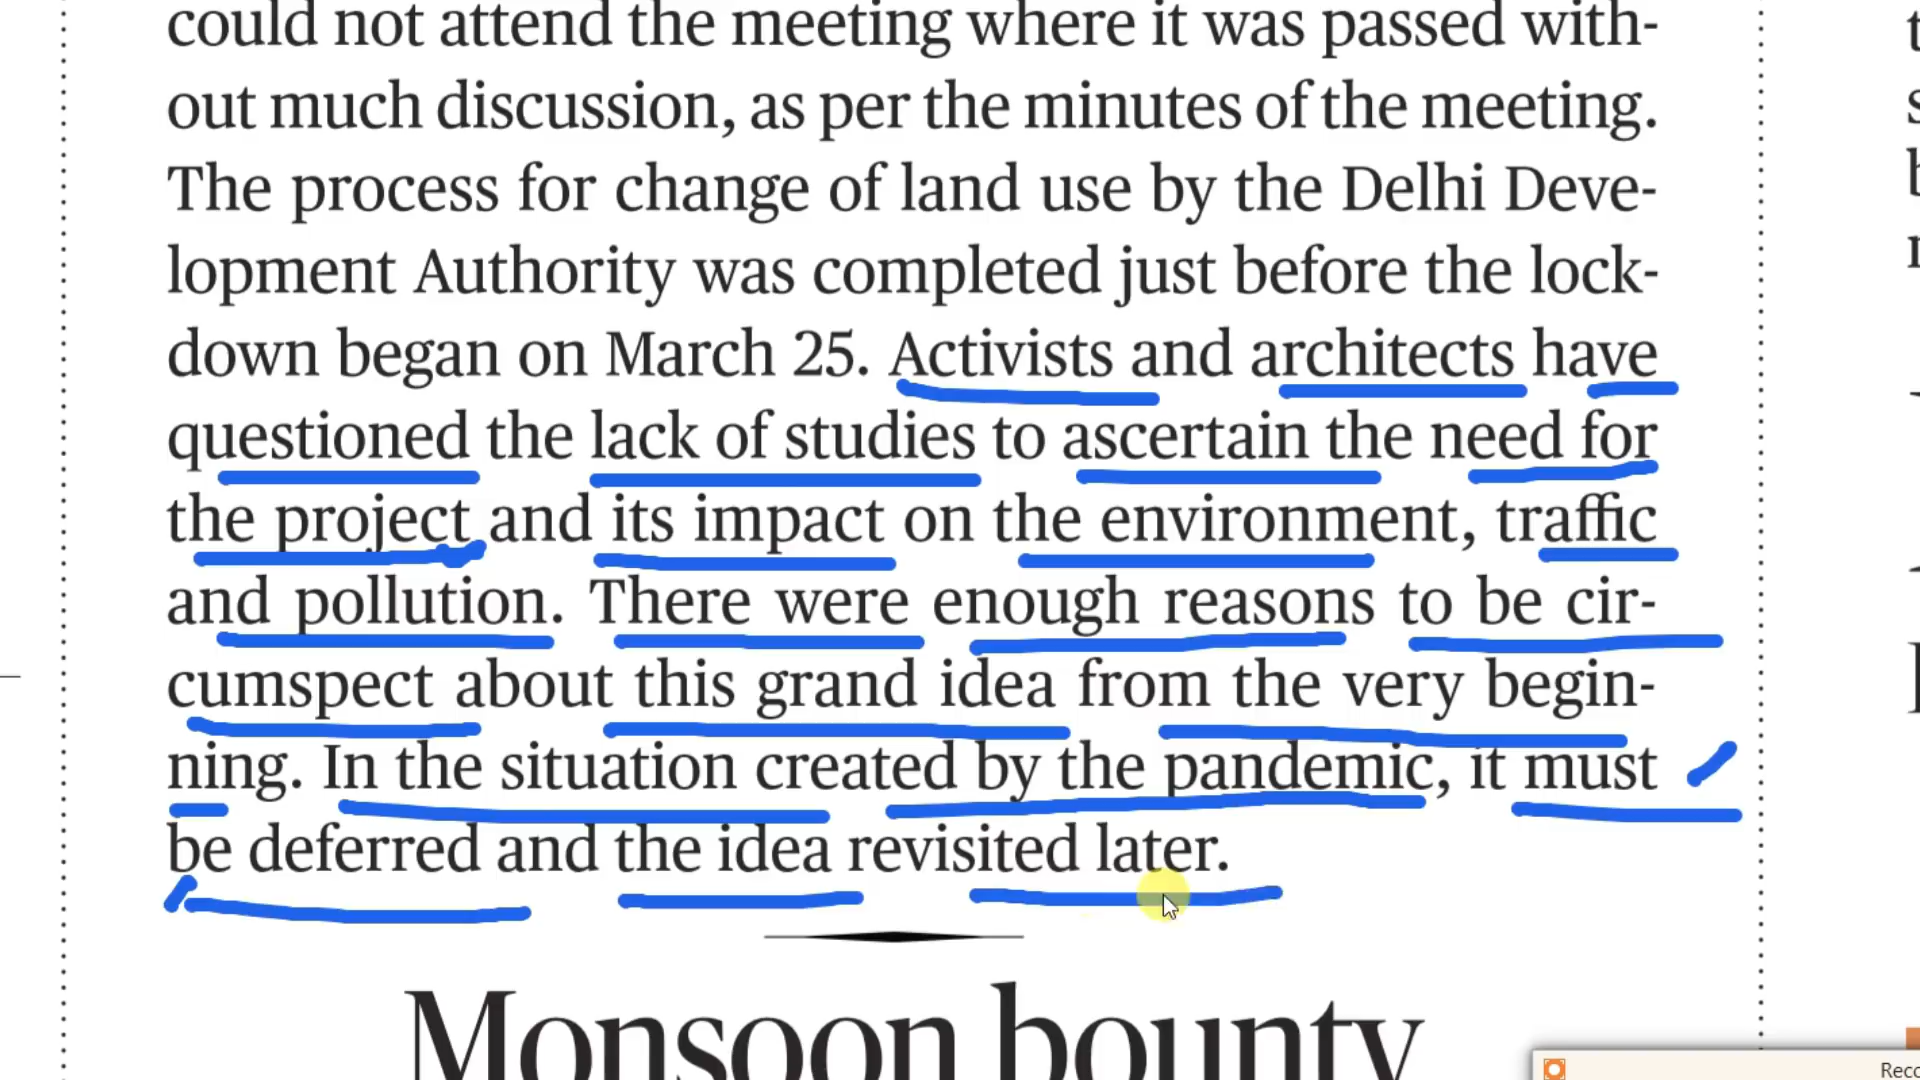 could not attend the meeting where it was passed with-
out much discussion, as per the minutes of the meeting.
The process for change of land use by the Delhi Deve-
lopment Authority was completed just before the lock-
down began on March 25. Activists and architects have
questioned the lack of studies to ascertain the need for
the project and its impact on the environment, traffic
and pollution. There were enough reasons to be cir-
cumspect about this grand idea from the very begin-
ning. In the situation created by the pandemic, it must
be deferred and the idea revisited later.
Monsoon bounty